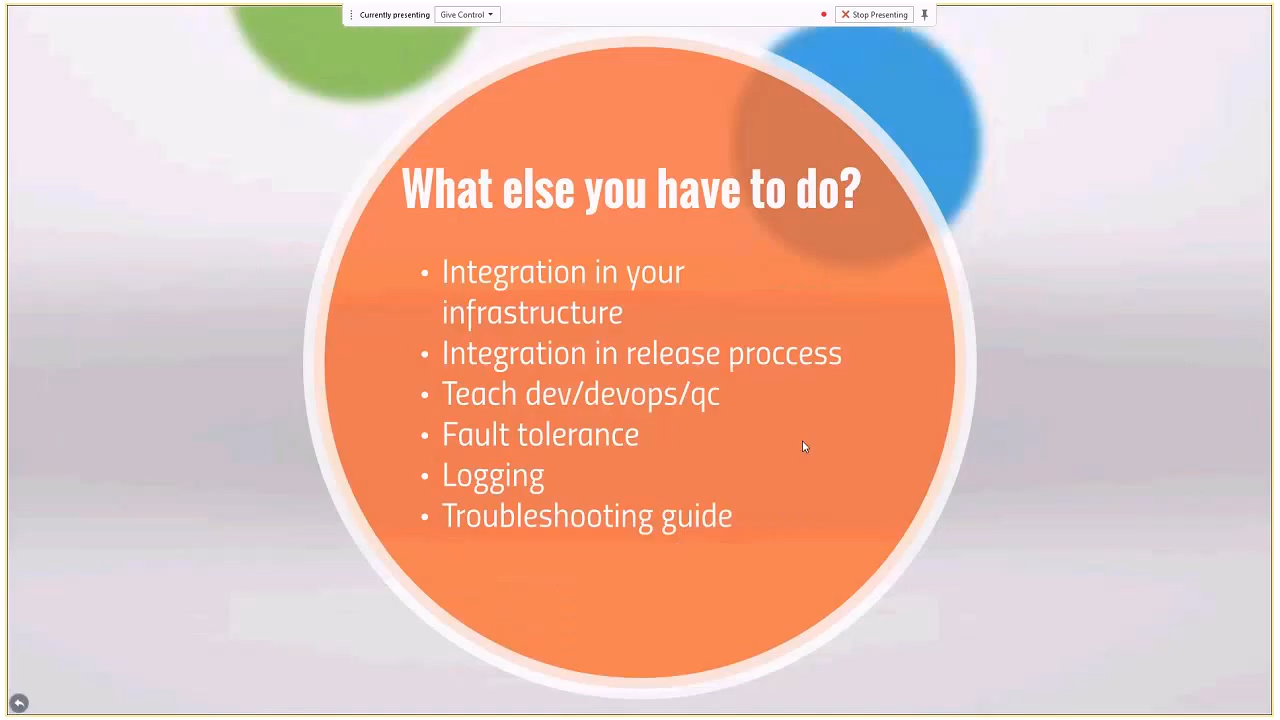 Currently presenting Give Control Stop Presenting
What else you have to do?
• Integration in your
infrastructure
• Integration in release proccess
• Teach dev/devops/qc
• Fault tolerance
• Logging
• Troubleshooting guide